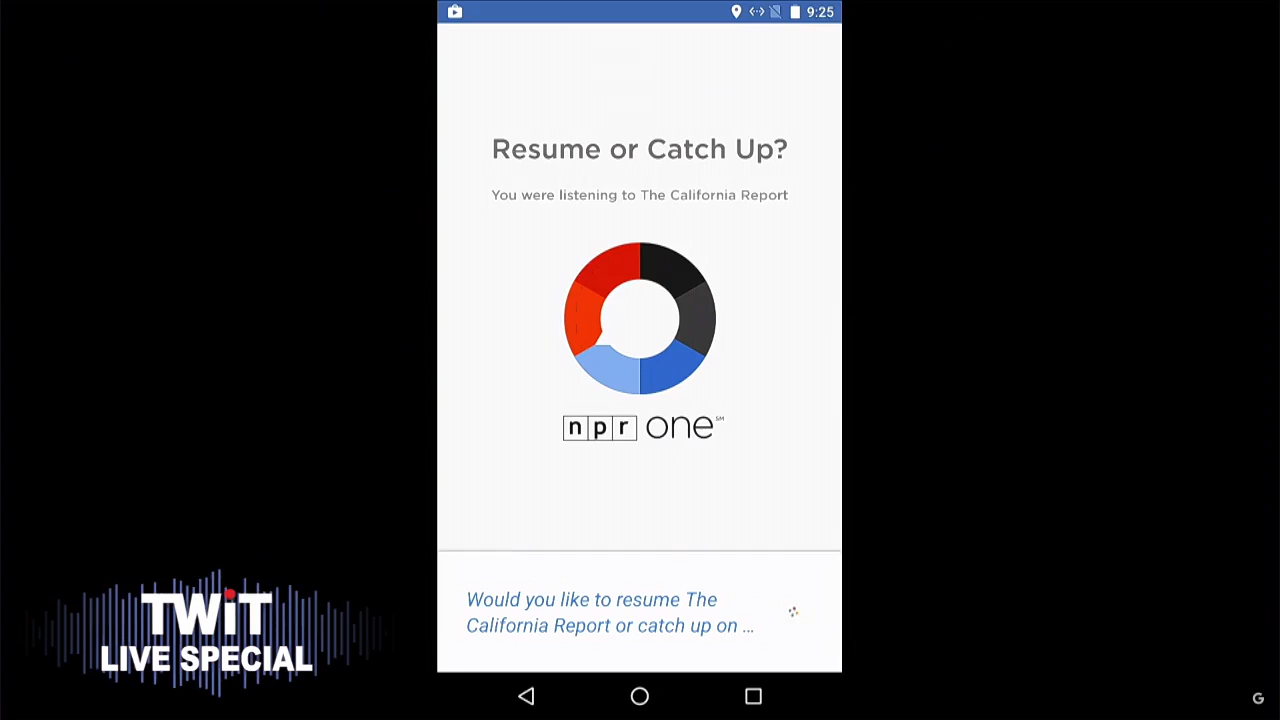 9:25
Resume or Catch Up?
You were listening to The California Report
npr one℠
Would you like to resume The
California Report or catch up on ...
TWiT
LIVE SPECIAL
G